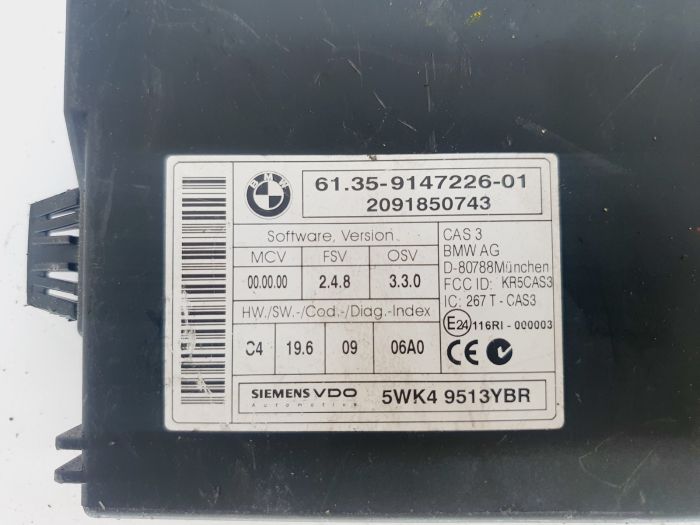 BMW
61.35-9147226-01
2091850743
Software, Version
MCV FSV OSV
00.00.00 2.4.8 3.3.0
HW./SW.-/Cod.-/Diag.-Index
C4 19.6 09 06A0
CAS 3
BMW AG
D-80788München
FCC ID: KR5CAS3
IC: 267 T - CAS3
E24 116RI - 000003
CE
SIEMENS VDO
Automotive
5WK4 9513YBR